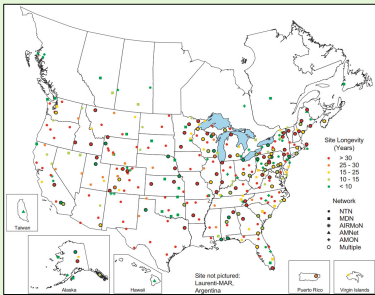 Site Longevity
(Years)
> 30
25 - 30
15 - 25
10 - 15
< 10
Network
NTN
MDN
AIRMoN
AMNet
AMON
Multiple
Taiwan
Alaska
Hawaii
Site not pictured:
Laurenti-MAR,
Argentina
Puerto Rico
Virgin Islands